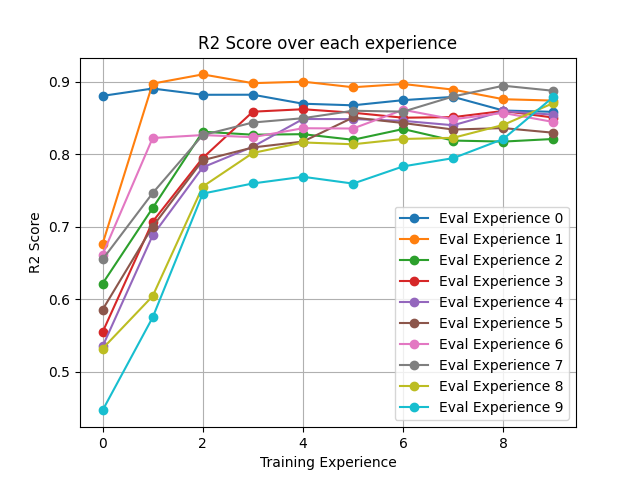 R2 Score over each experience
R2 Score
0.9
0.8
0.7
0.6
0.5
0 2 4 6 8
Training Experience
Eval Experience 0
Eval Experience 1
Eval Experience 2
Eval Experience 3
Eval Experience 4
Eval Experience 5
Eval Experience 6
Eval Experience 7
Eval Experience 8
Eval Experience 9